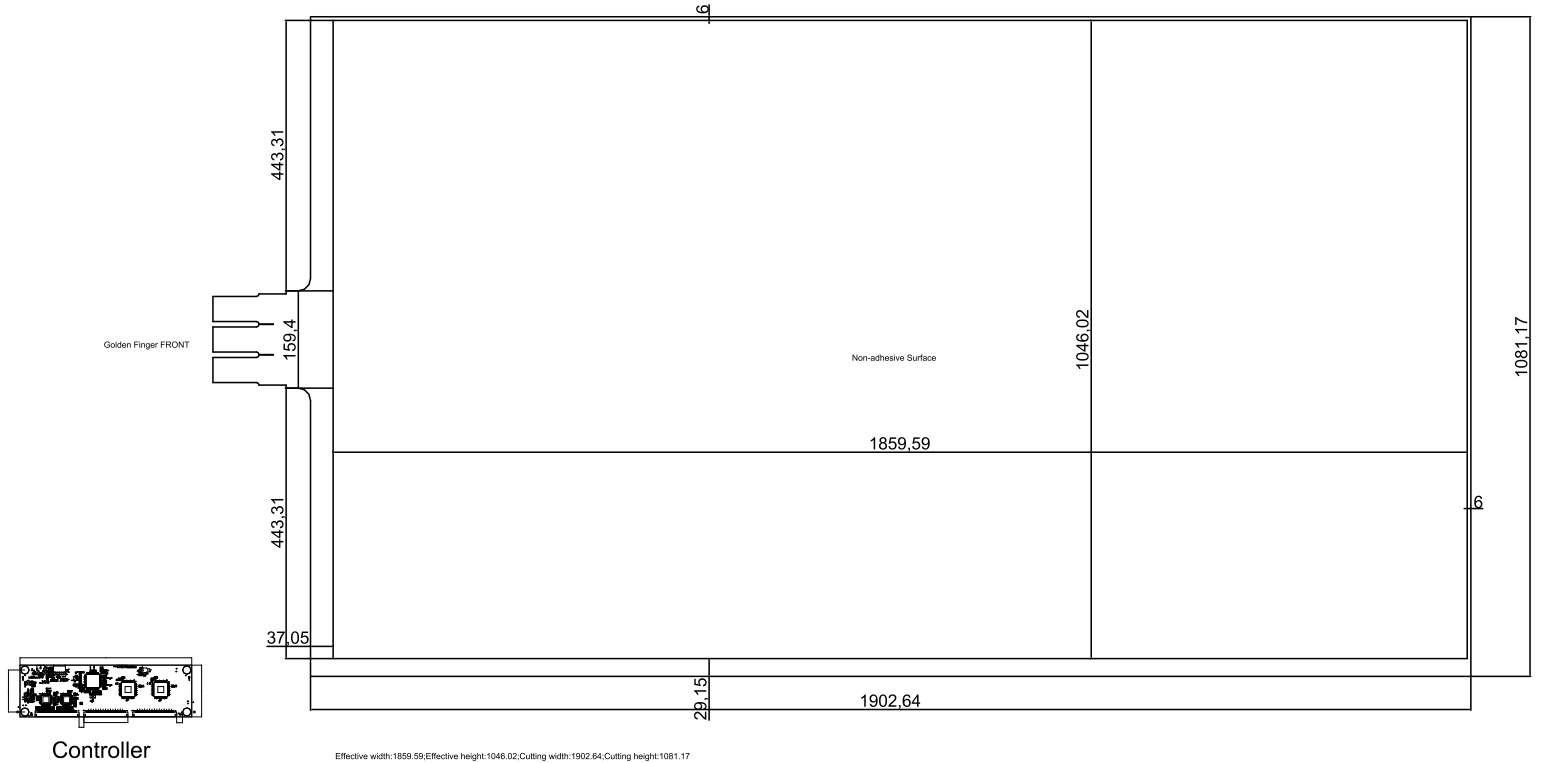 6
443,31
159,4
Golden Finger FRONT
1046,02
1081,17
Non-adhesive Surface
1859,59
6
443,31
37,05
29,15
1902,64
Controller
Effective width:1859.59;Effective height:1046.02;Cutting width:1902.64;Cutting height:1081.17